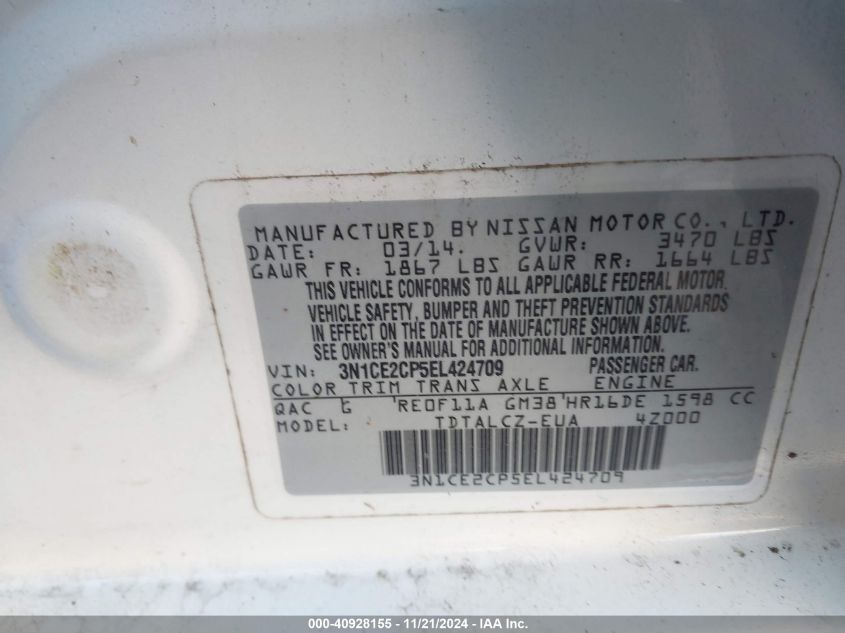 MANUFACTURED BY NISSAN MOTOR CO., LTD.
DATE: 03/14. GVWR: 3470 LBS
GAWR FR: 1867 LBS GAWR RR: 1664 LBS
THIS VEHICLE CONFORMS TO ALL APPLICABLE FEDERAL MOTOR
VEHICLE SAFETY, BUMPER AND THEFT PREVENTION STANDARDS
IN EFFECT ON THE DATE OF MANUFACTURE SHOWN ABOVE.
SEE OWNER'S MANUAL FOR ADDITIONAL INFORMATION.
VIN: 3N1CE2CP5EL424709 PASSENGER CAR.
COLOR TRIM TRANS AXLE ENGINE
QAC G 'RE0F11A GM38'HR16DE 1598 CC
MODEL: TDTALCZ-EUA 4Z000
3N1CE2CP5EL424709
000-40928155 - 11/21/2024 - IAA Inc.